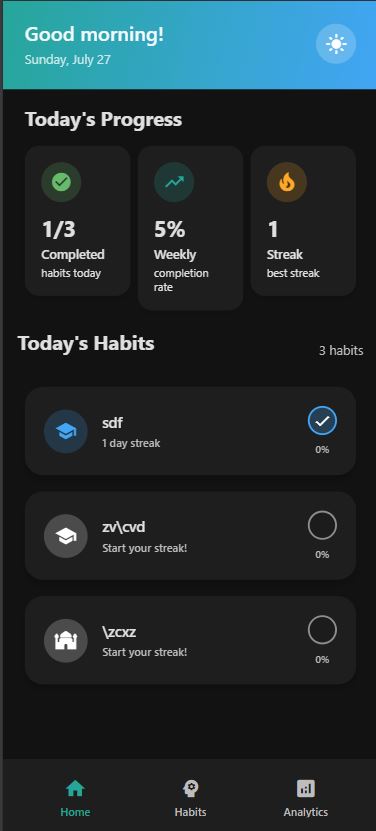 Good morning!
Sunday, July 27
Today's Progress
1/3
Completed
habits today
5%
Weekly
completion
rate
1
Streak
best streak
Today's Habits
3 habits
sdf
1 day streak
0%
zv\cvd
Start your streak!
0%
\zcxz
Start your streak!
0%
Home
Habits
Analytics